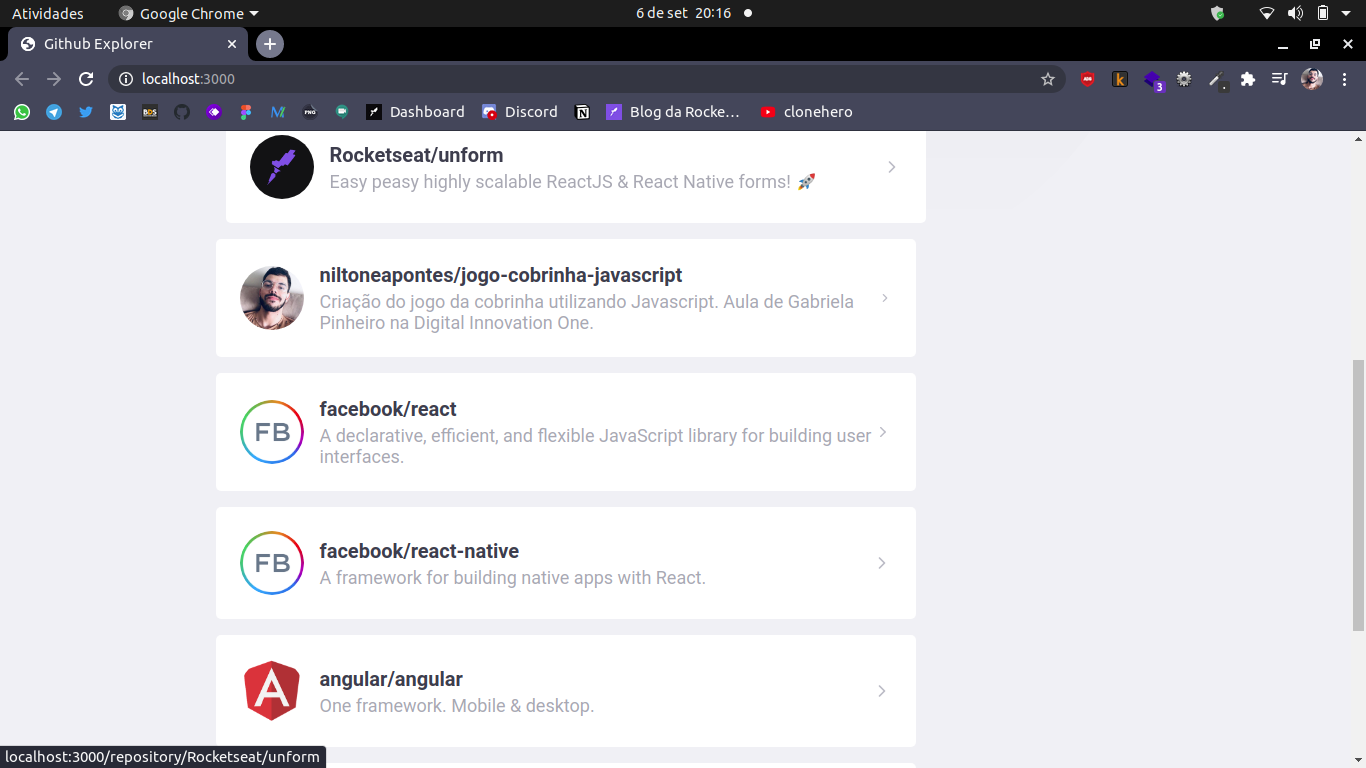 Atividades
Google Chrome
6 de set 20:16
Github Explorer
localhost:3000
ABP
k
3
DDS
PNG
Dashboard
Discord
Blog da Rocke…
clonehero
Rocketseat/unform
Easy peasy highly scalable ReactJS & React Native forms! 🚀
niltoneapontes/jogo-cobrinha-javascript
Criação do jogo da cobrinha utilizando Javascript. Aula de Gabriela
Pinheiro na Digital Innovation One.
FB
facebook/react
A declarative, efficient, and flexible JavaScript library for building user
interfaces.
FB
facebook/react-native
A framework for building native apps with React.
A
angular/angular
One framework. Mobile & desktop.
localhost:3000/repository/Rocketseat/unform